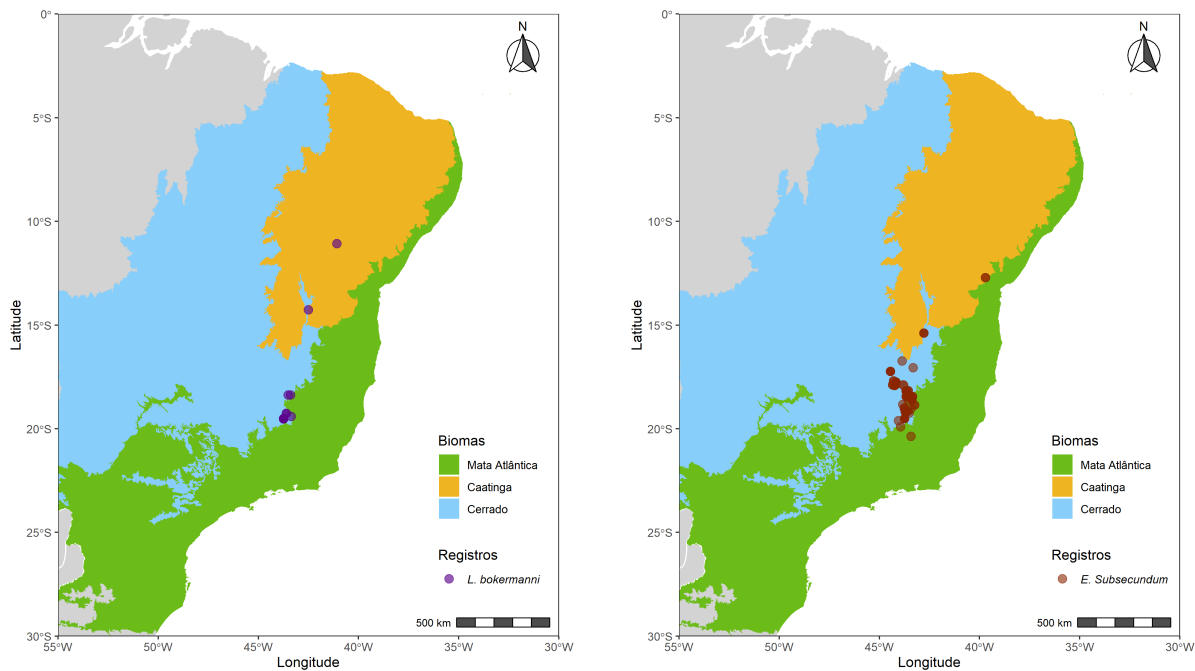 0°
5°S
10°S
15°S
20°S
25°S
30°S
Latitude
N
Biomas
Mata Atlântica
Caatinga
Cerrado
Registros
L. bokermanni
500 km
55°W 50°W 45°W 40°W 35°W 30°W
Longitude
0°
5°S
10°S
15°S
20°S
25°S
30°S
Latitude
N
Biomas
Mata Atlântica
Caatinga
Cerrado
Registros
E. Subsecundum
500 km
55°W 50°W 45°W 40°W 35°W 30°W
Longitude